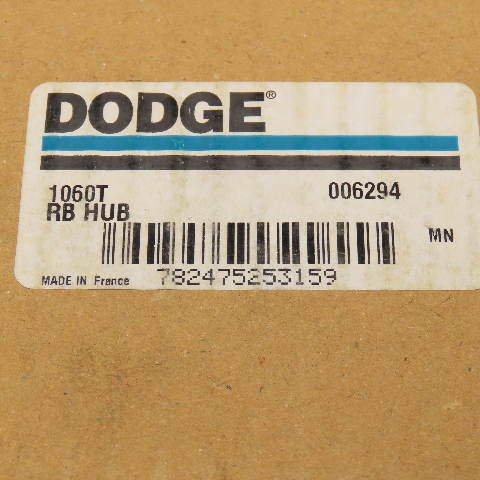 DODGE®
1060T 006294
RB HUB
MN
MADE IN France 782475253159